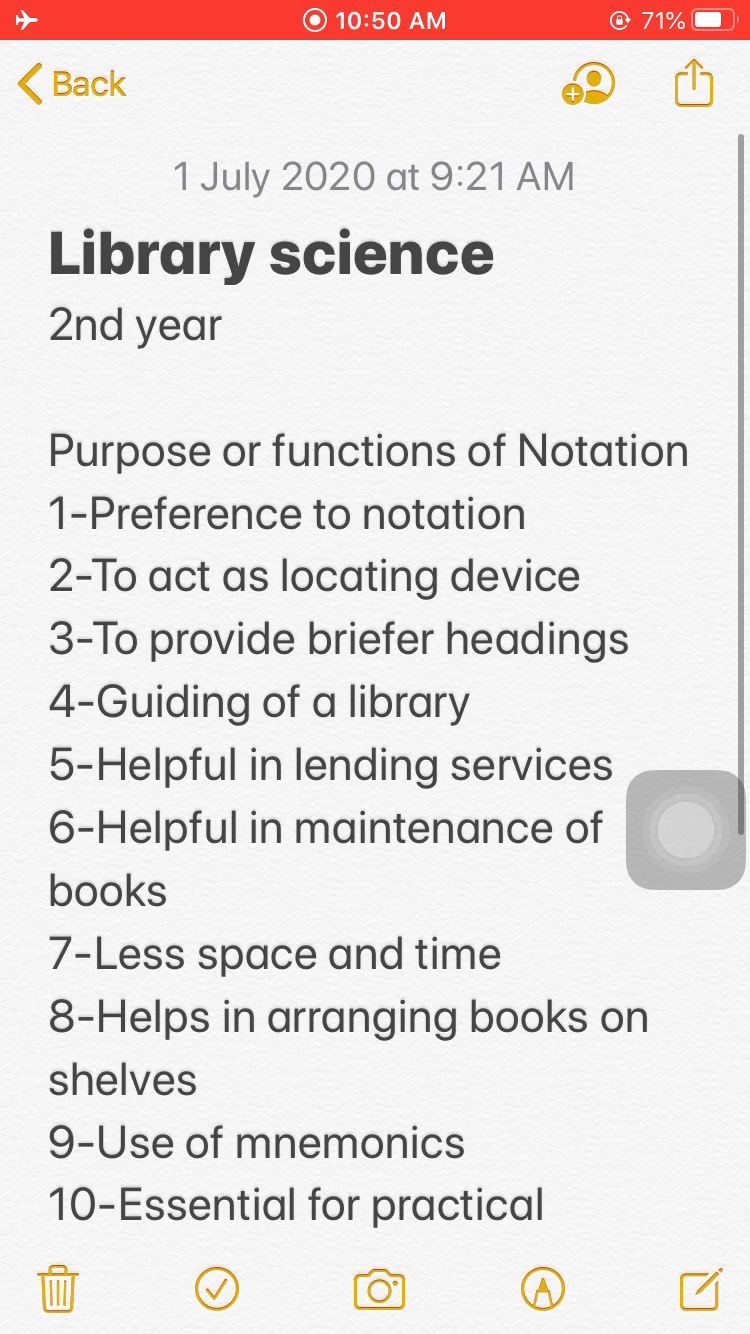 10:50 AM
71%
Back
1 July 2020 at 9:21 AM
Library science
2nd year
Purpose or functions of Notation
1-Preference to notation
2-To act as locating device
3-To provide briefer headings
4-Guiding of a library
5-Helpful in lending services
6-Helpful in maintenance of
books
7-Less space and time
8-Helps in arranging books on
shelves
9-Use of mnemonics
10-Essential for practical